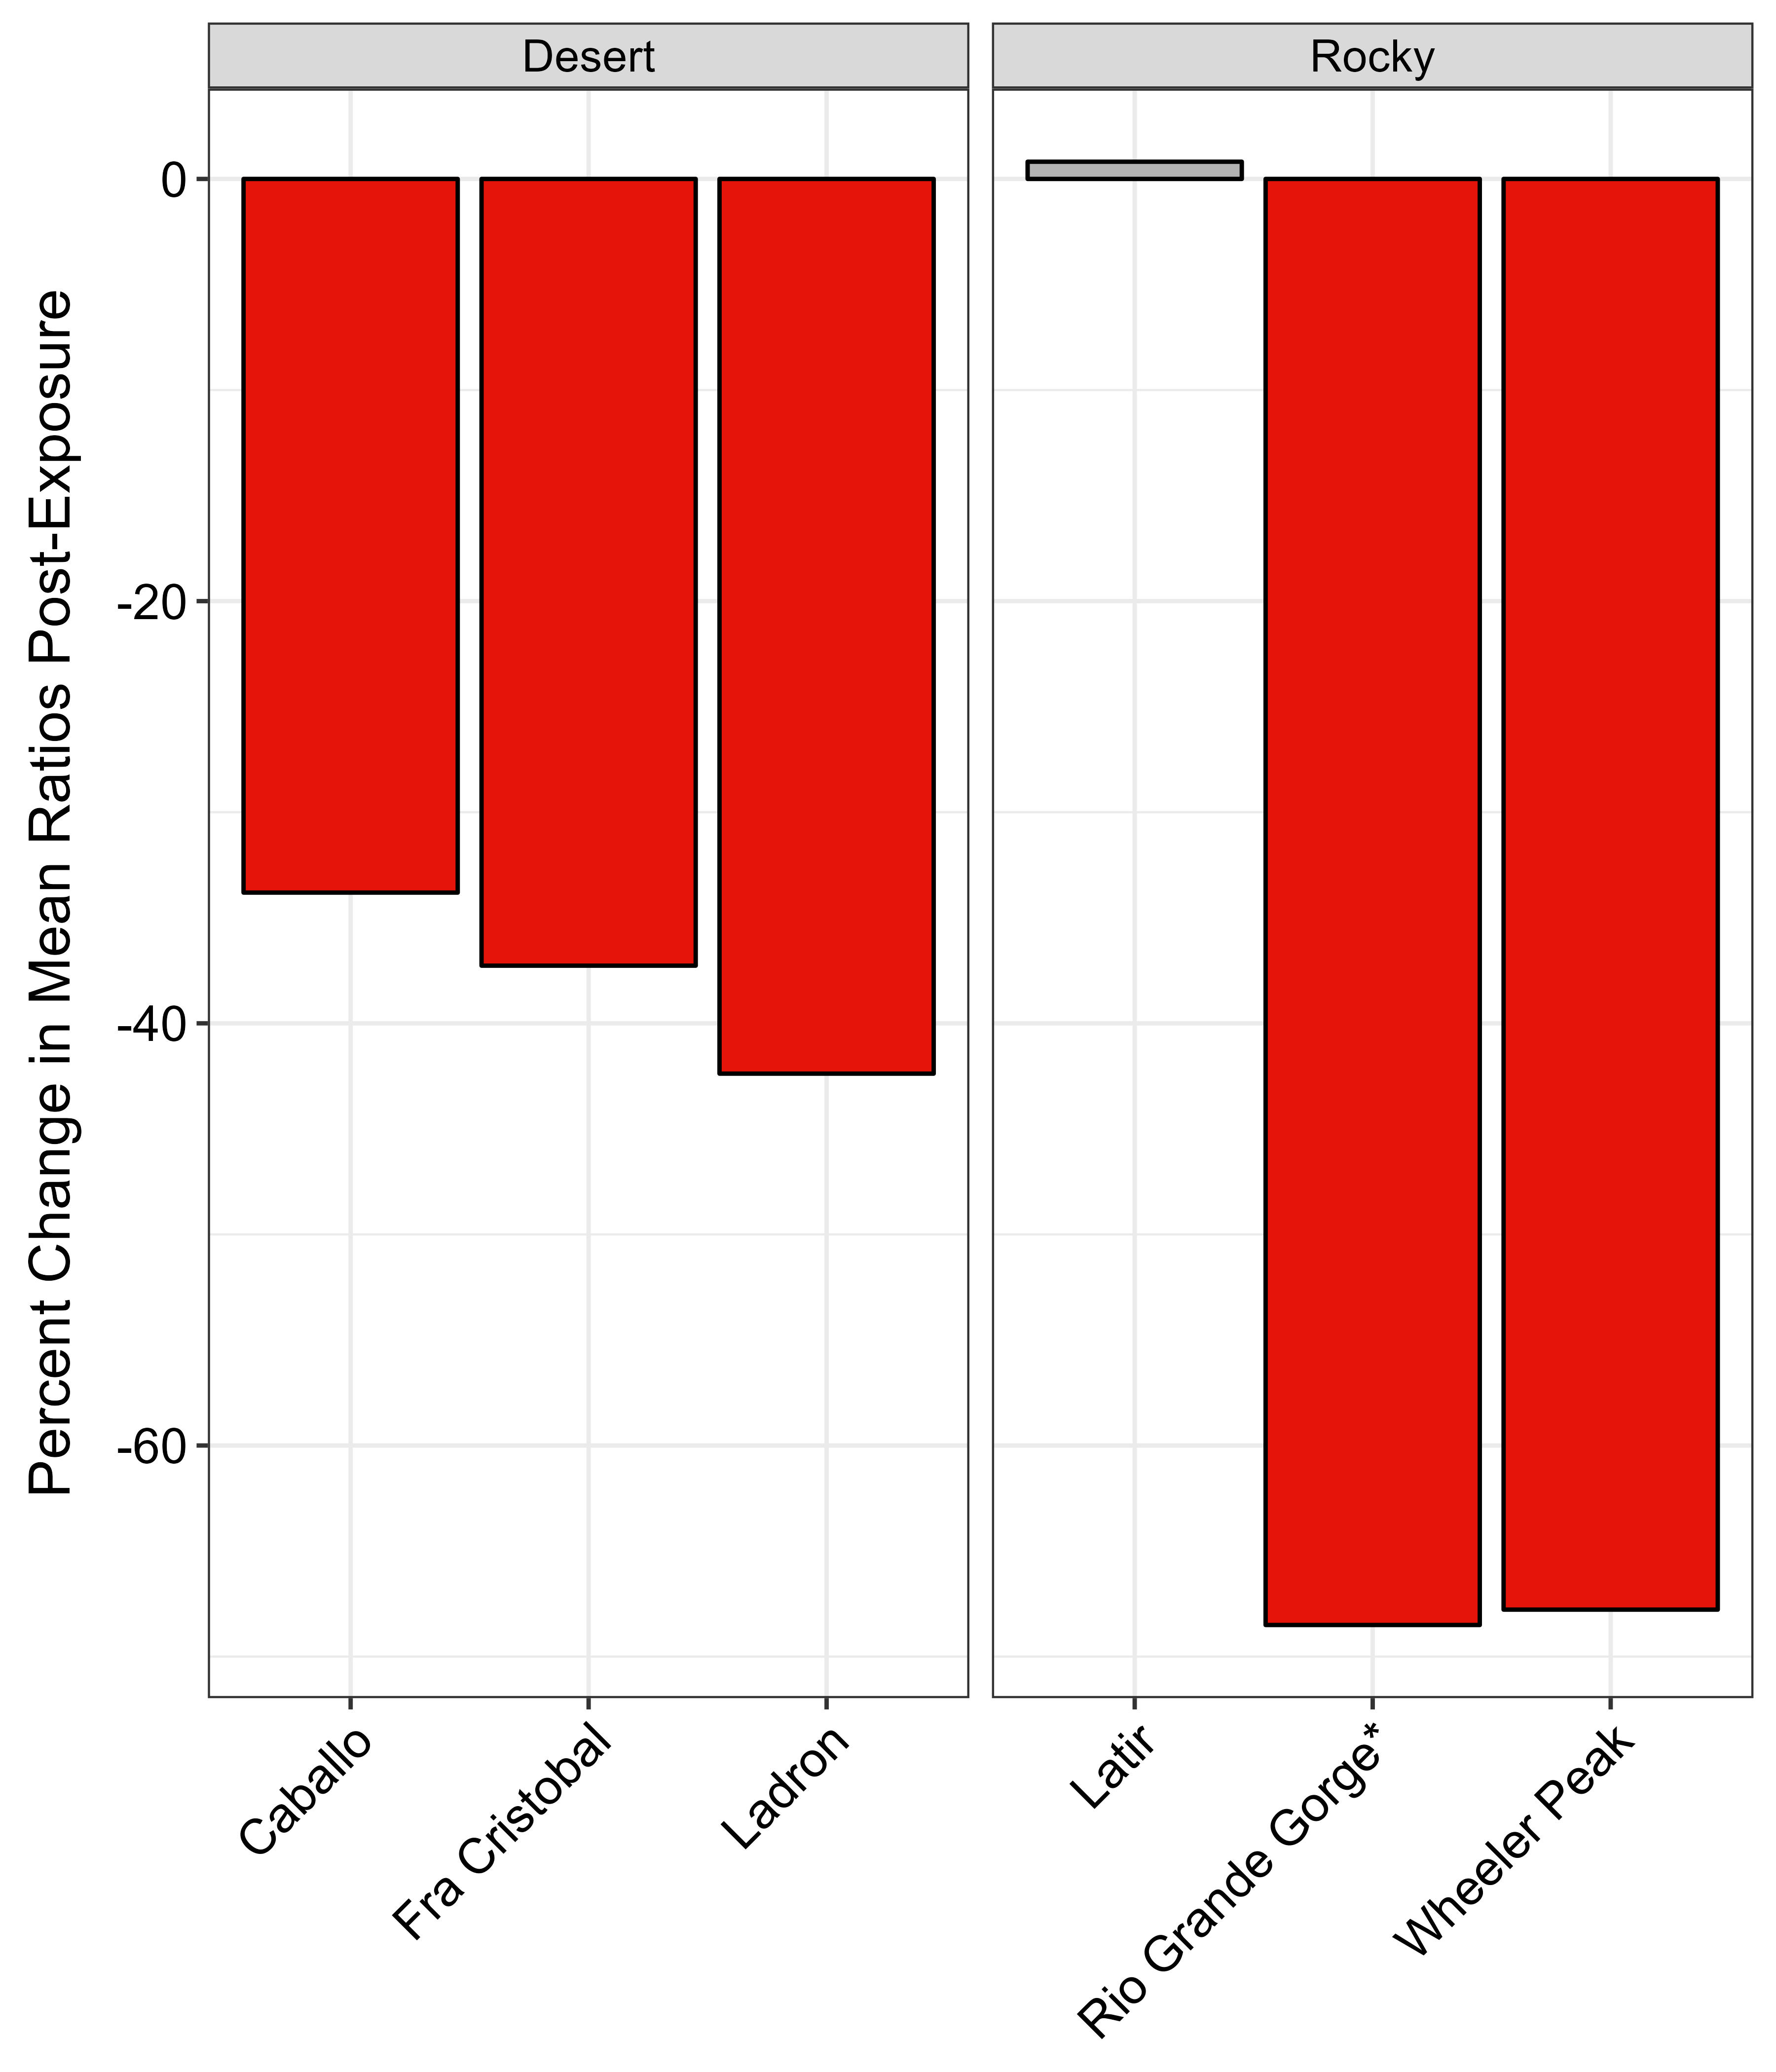 Desert
Rocky
Percent Change in Mean Ratios Post-Exposure
0
-20
-40
-60
Caballo
Fra Cristobal
Ladron
Latir
Rio Grande Gorge*
Wheeler Peak